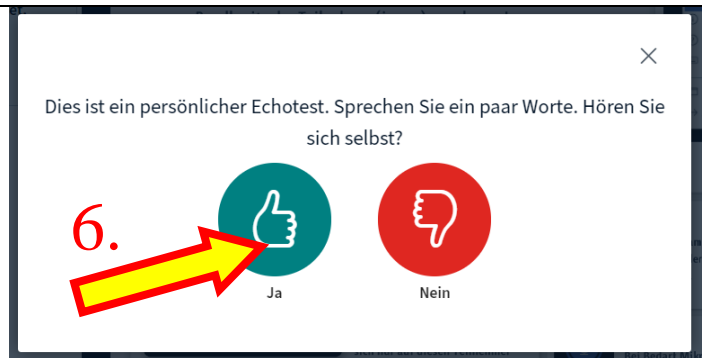 Dies ist ein persönlicher Echotest. Sprechen Sie ein paar Worte. Hören Sie
sich selbst?
6.
Ja
Nein